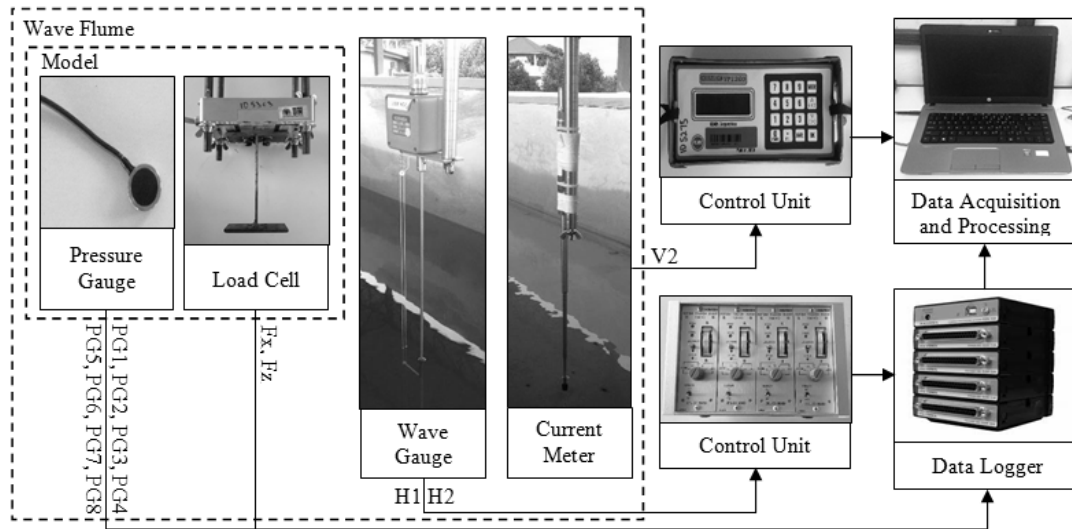 Wave Flume
Model
Pressure
Gauge
Load Cell
Wave
Gauge
Current
Meter
Control Unit
Data Acquisition
and Processing
V2
Control Unit
Data Logger
PG1, PG2, PG3, PG4
PG5, PG6, PG7, PG8
Fx, Fz
H1 H2